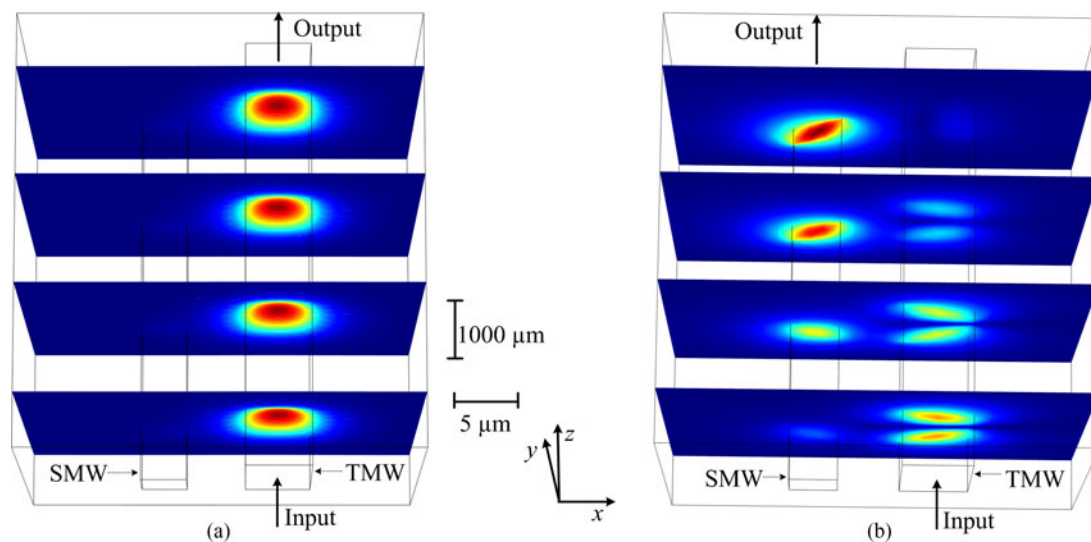 Output
SMW
TMW
Input
(a)
1000 µm
5 µm
z
y
x
Output
SMW
TMW
Input
(b)